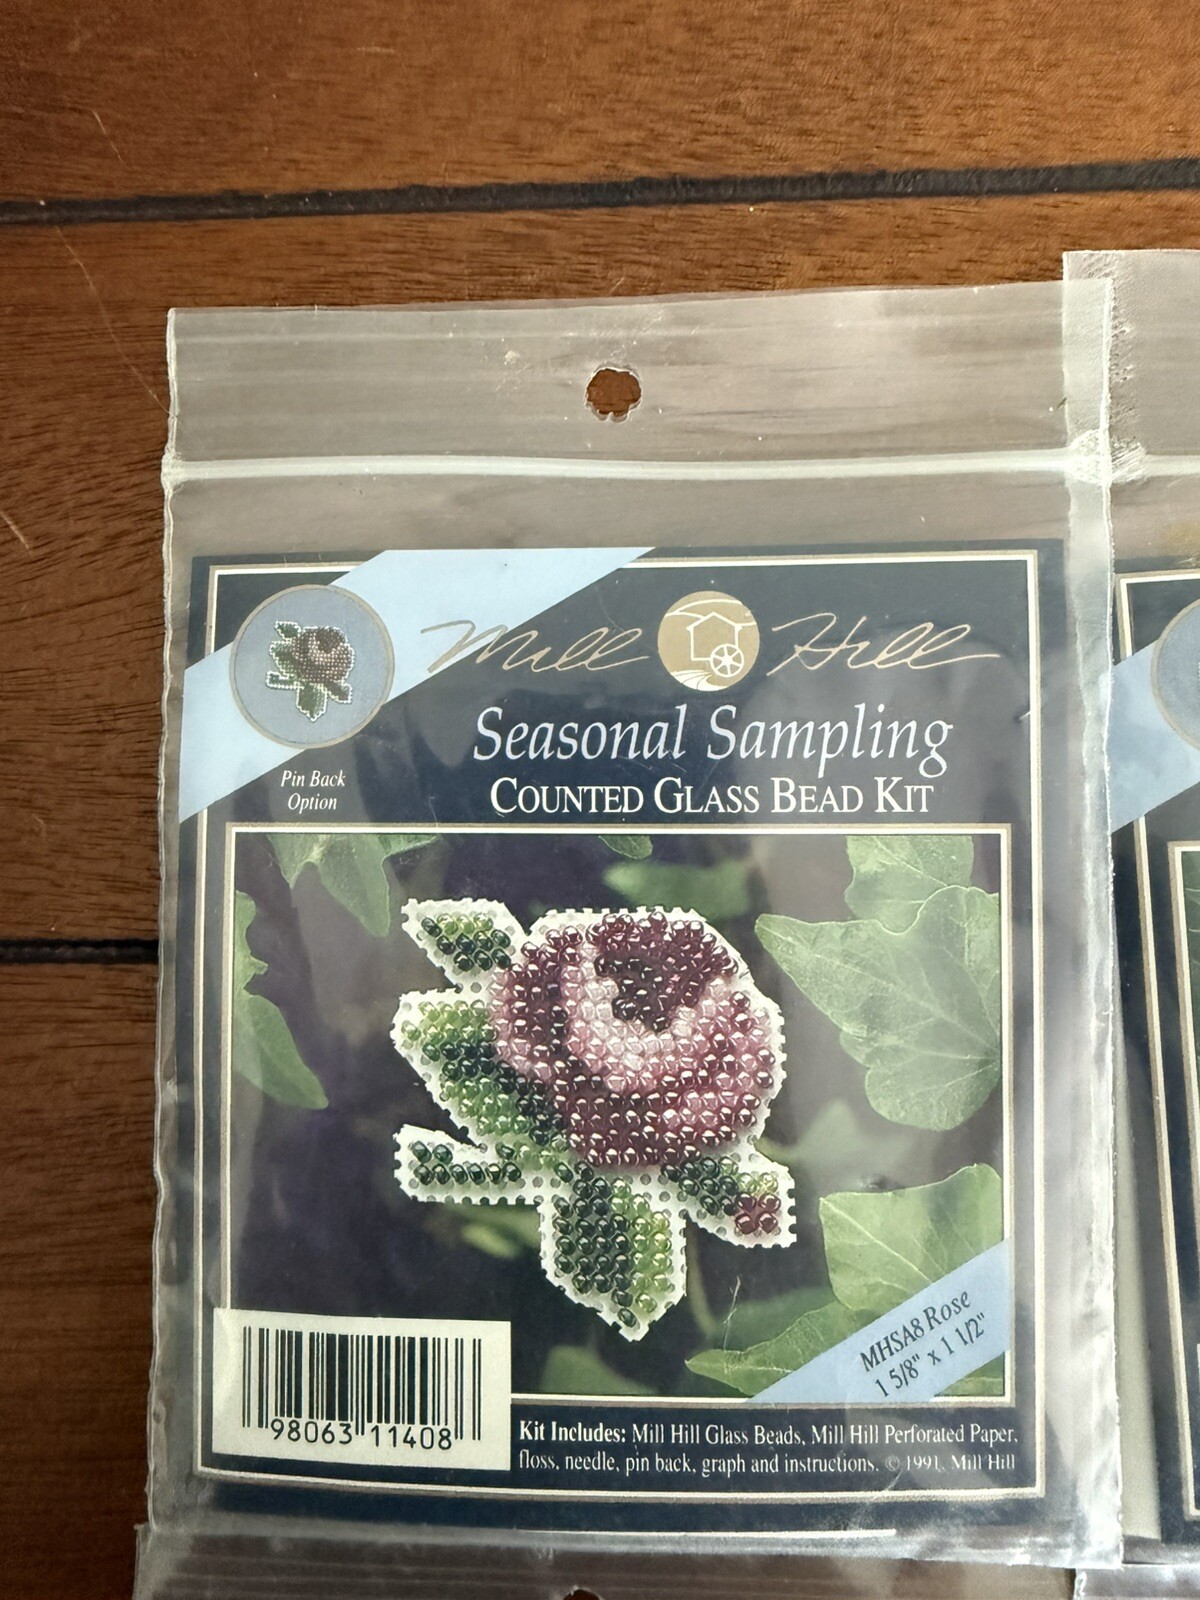 Mill Hill
Seasonal Sampling
COUNTED GLASS BEAD KIT
Pin Back
Option
MHSA8 Rose
1 5/8" x 1 1/2"
98063 11408
Kit Includes: Mill Hill Glass Beads, Mill Hill Perforated Paper,
floss, needle, pin back, graph and instructions. © 1991, Mill Hill